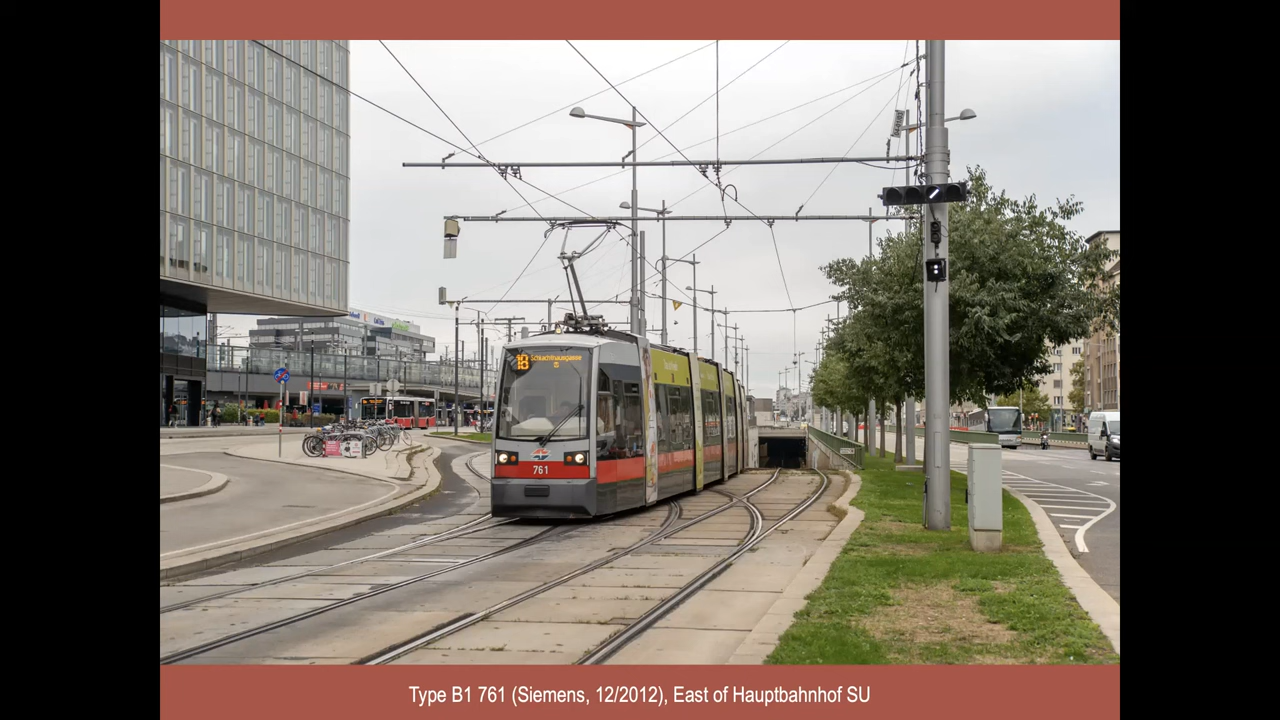 18 Schlachthausgasse
761
Type B1 761 (Siemens, 12/2012), East of Hauptbahnhof SU